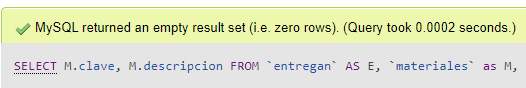 MySQL returned an empty result set (i.e. zero rows). (Query took 0.0002 seconds.)
SELECT M.clave, M.descripcion FROM `entregan` AS E, `materiales` as M,